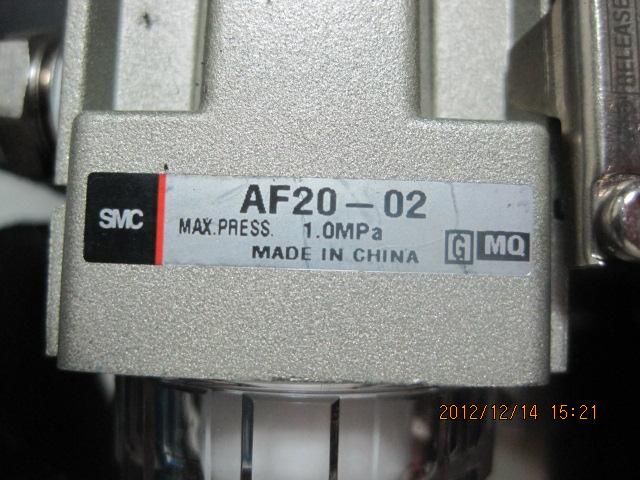 RELEASE
SMC
AF20-02
MAX.PRESS. 1.0MPa
MADE IN CHINA
G MQ
2012/12/14 15:21